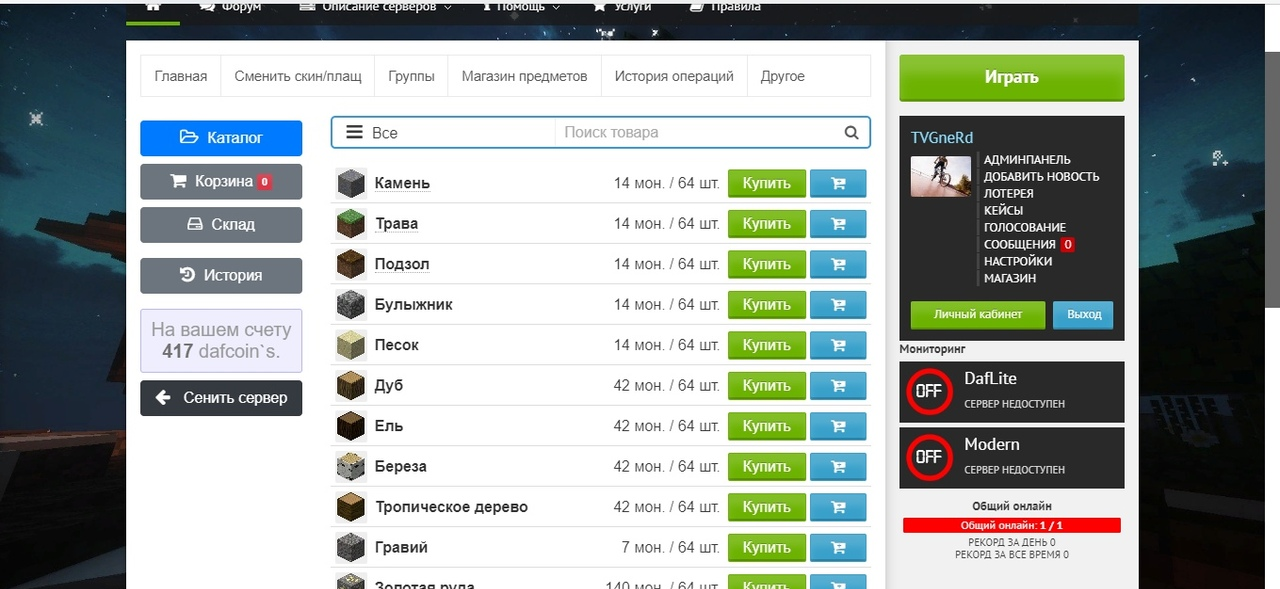 Форум Описание серверов Помощь Услуги Правила
Главная Сменить скин/плащ Группы Магазин предметов История операций Другое
Каталог
Корзина 0
Склад
История
На вашем счету
417 dafcoin`s.
Сенить сервер
Все Поиск товара
Камень 14 мон. / 64 шт. Купить
Трава 14 мон. / 64 шт. Купить
Подзол 14 мон. / 64 шт. Купить
Булыжник 14 мон. / 64 шт. Купить
Песок 14 мон. / 64 шт. Купить
Дуб 42 мон. / 64 шт. Купить
Ель 42 мон. / 64 шт. Купить
Береза 42 мон. / 64 шт. Купить
Тропическое дерево 42 мон. / 64 шт. Купить
Гравий 7 мон. / 64 шт. Купить
Золотая руда 140 мон. / 64 шт. Купить
Играть
TVGneRd
АДМИНПАНЕЛЬ
ДОБАВИТЬ НОВОСТЬ
ЛОТЕРЕЯ
КЕЙСЫ
ГОЛОСОВАНИЕ
СООБЩЕНИЯ 0
НАСТРОЙКИ
МАГАЗИН
Личный кабинет Выход
Мониторинг
OFF DafLite
СЕРВЕР НЕДОСТУПЕН
OFF Modern
СЕРВЕР НЕДОСТУПЕН
Общий онлайн
Общий онлайн: 1 / 1
РЕКОРД ЗА ДЕНЬ 0
РЕКОРД ЗА ВСЕ ВРЕМЯ 0